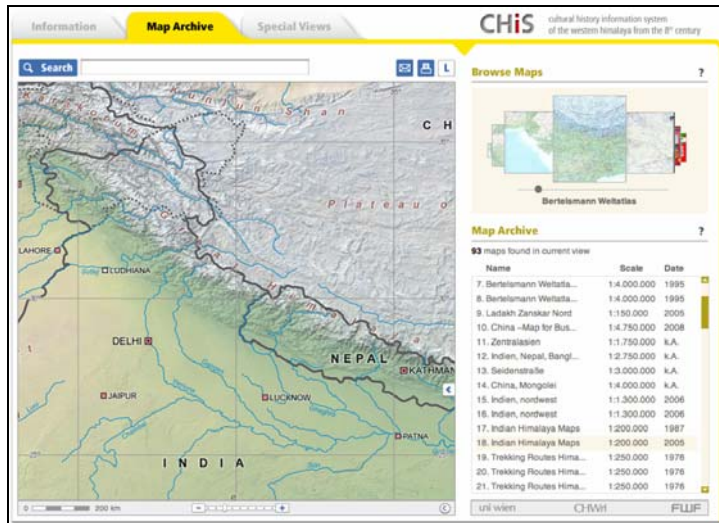 Information
Map Archive
Special Views
CHiS
cultural history information system
of the western himalaya from the 8th century
Search
L
Browse Maps ?
Bertelsmann Weltatlas
Map Archive ?
93 maps found in current view
Name Scale Date
7. Bertelsmann Weltatla... 1:4.000.000 1995
8. Bertelsmann Weltatla... 1:4.000.000 1995
9. Ladakh Zanskar Nord 1:150.000 2005
10. China –Map for Bus... 1:4.750.000 2008
11. Zentralasien 1:1.750.000 k.A.
12. Indien, Nepal, Bangl... 1:2.750.000 k.A.
13. Seidenstraße 1:3.000.000 k.A.
14. China, Mongolei 1:4.000.000 k.A.
15. Indien, nordwest 1:1.300.000 2006
16. Indien, nordwest 1:1.300.000 2006
17. Indian Himalaya Maps 1:200.000 1987
18. Indian Himalaya Maps 1:200.000 2005
19. Trekking Routes Hima... 1:250.000 1976
20. Trekking Routes Hima... 1:250.000 1976
21. Trekking Routes Hima... 1:250.000 1976
uni wien CHWH FWF
Karakorum
Kunlun Shan
C H
Plateau o
LAHORE
LUDHIANA
DELHI
NEPAL
KATHMAN
JAIPUR
LUCKNOW
PATNA
INDIA
0 200 km